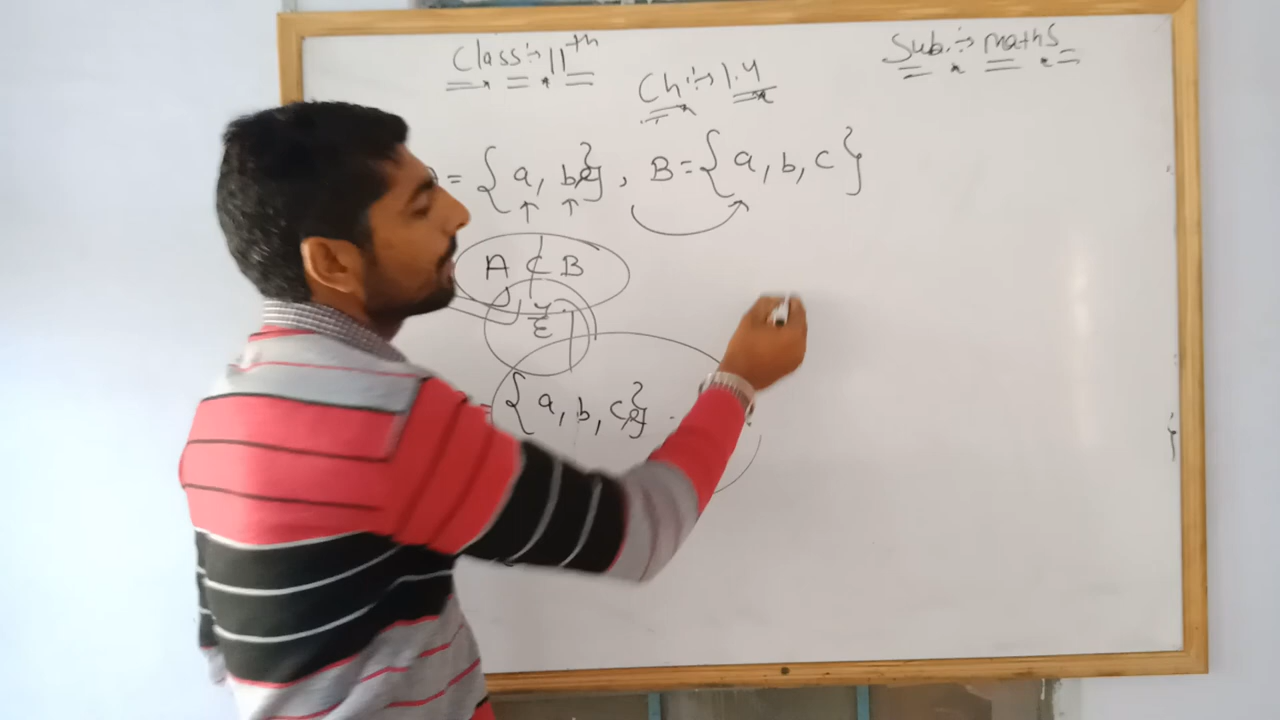 Class:- 11th
Sub:- maths
Ch:- 1.4
= {a, b}, B = {a, b, c}
A ⊂ B
= {a, b, c}